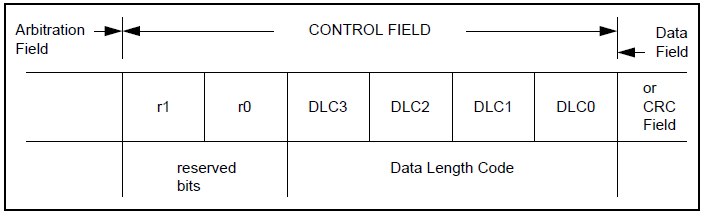 Arbitration
Field
CONTROL FIELD
Data
Field
r1
r0
DLC3
DLC2
DLC1
DLC0
or
CRC
Field
reserved
bits
Data Length Code